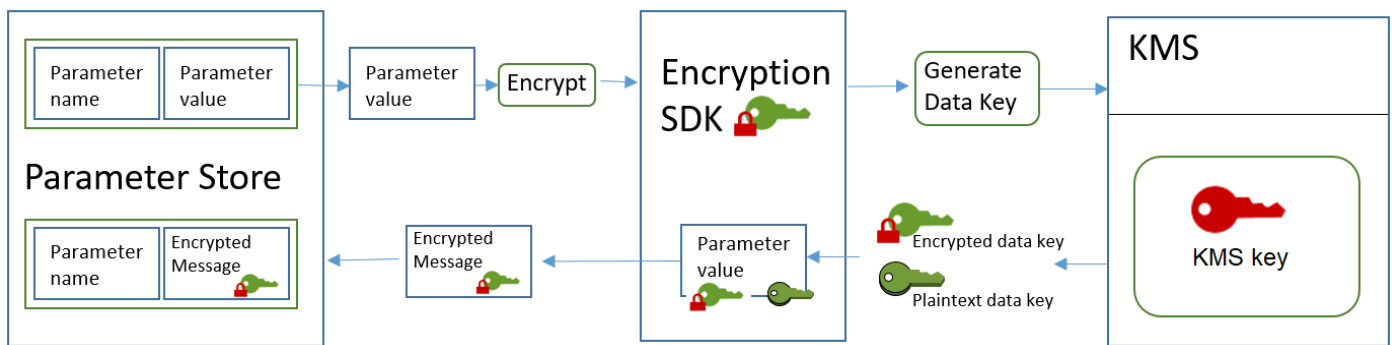 Parameter
name
Parameter
value
Parameter
value
Encrypt
Encryption
SDK
Generate
Data Key
KMS
Parameter Store
Parameter
name
Encrypted
Message
Encrypted
Message
Parameter
value
Encrypted data key
Plaintext data key
KMS key